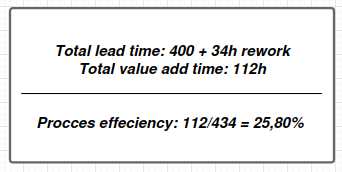 Total lead time: 400 + 34h rework
Total value add time: 112h
Procces effeciency: 112/434 = 25,80%